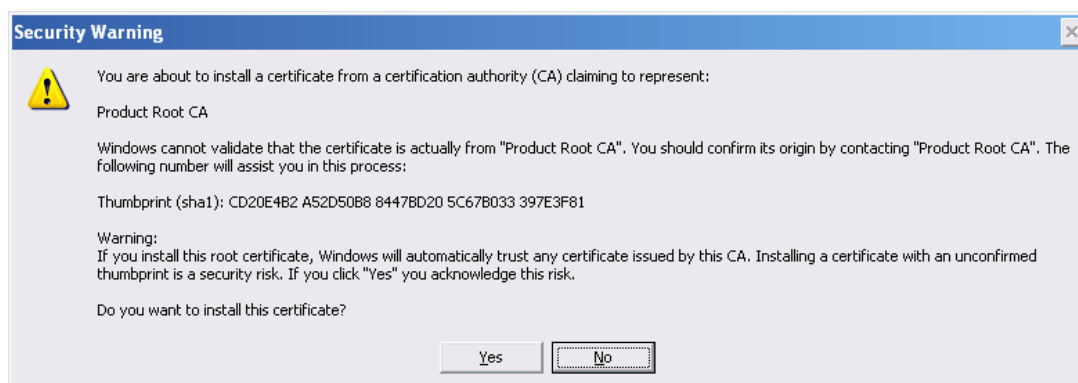 Security Warning
You are about to install a certificate from a certification authority (CA) claiming to represent:
Product Root CA
Windows cannot validate that the certificate is actually from "Product Root CA". You should confirm its origin by contacting "Product Root CA". The
following number will assist you in this process:
Thumbprint (sha1): CD20E4B2 A52D50B8 8447BD20 5C67B033 397E3F81
Warning:
If you install this root certificate, Windows will automatically trust any certificate issued by this CA. Installing a certificate with an unconfirmed
thumbprint is a security risk. If you click "Yes" you acknowledge this risk.
Do you want to install this certificate?
Yes No